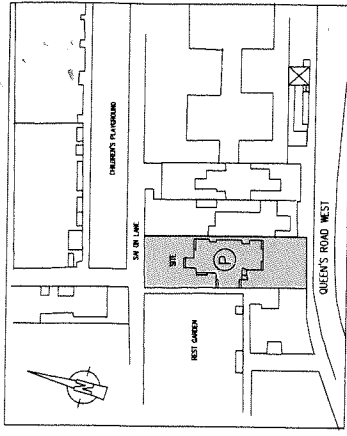 CHILDREN'S PLAYGROUND
SAI ON LANE
SITE
P
REST GARDEN
QUEEN'S ROAD WEST